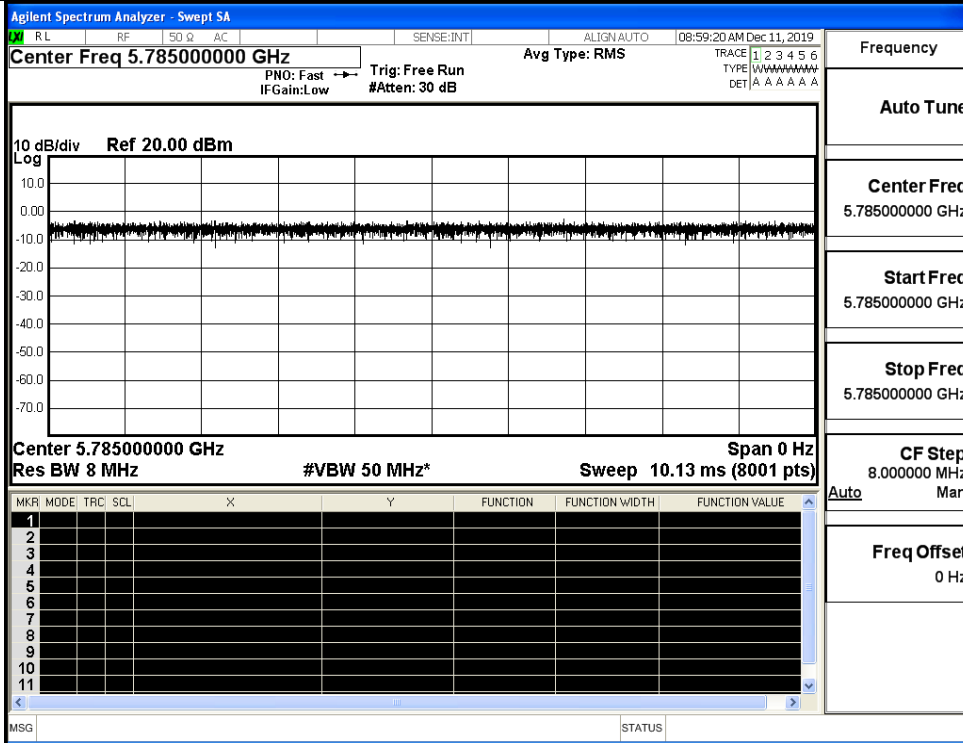 Agilent Spectrum Analyzer - Swept SA
LXI RL RF 50 Ω AC SENSE:INT ALIGN AUTO 08:59:20 AM Dec 11, 2019
Center Freq 5.785000000 GHz Avg Type: RMS TRACE 1 2 3 4 5 6
PNO: Fast Trig: Free Run TYPE WWWWWW
IFGain:Low #Atten: 30 dB DET A A A A A A
10 dB/div Ref 20.00 dBm
Log
10.0
0.00
-10.0
-20.0
-30.0
-40.0
-50.0
-60.0
-70.0
Center 5.785000000 GHz Span 0 Hz
Res BW 8 MHz #VBW 50 MHz* Sweep 10.13 ms (8001 pts)
MKR MODE TRC SCL X Y FUNCTION FUNCTION WIDTH FUNCTION VALUE
1
2
3
4
5
6
7
8
9
10
11
MSG STATUS
Frequency
Auto Tune
Center Freq
5.785000000 GHz
Start Freq
5.785000000 GHz
Stop Freq
5.785000000 GHz
CF Step
8.000000 MHz
Auto Man
Freq Offset
0 Hz